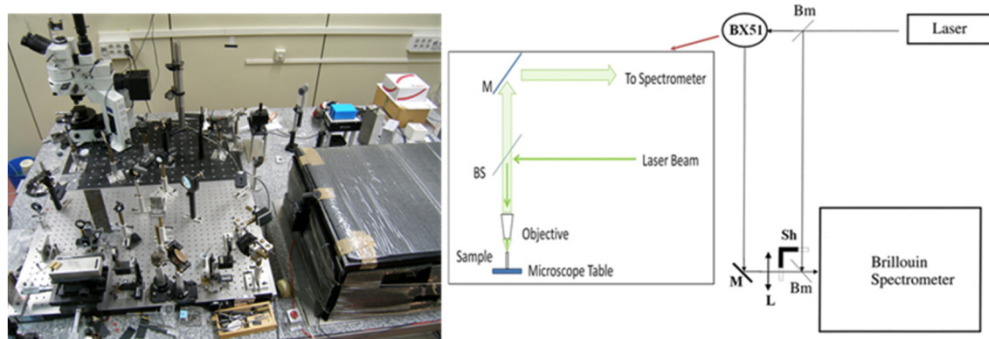 M
To Spectrometer
BS
Laser Beam
Objective
Sample
Microscope Table
BX51
Bm
Laser
Sh
M
L
Bm
Brillouin
Spectrometer